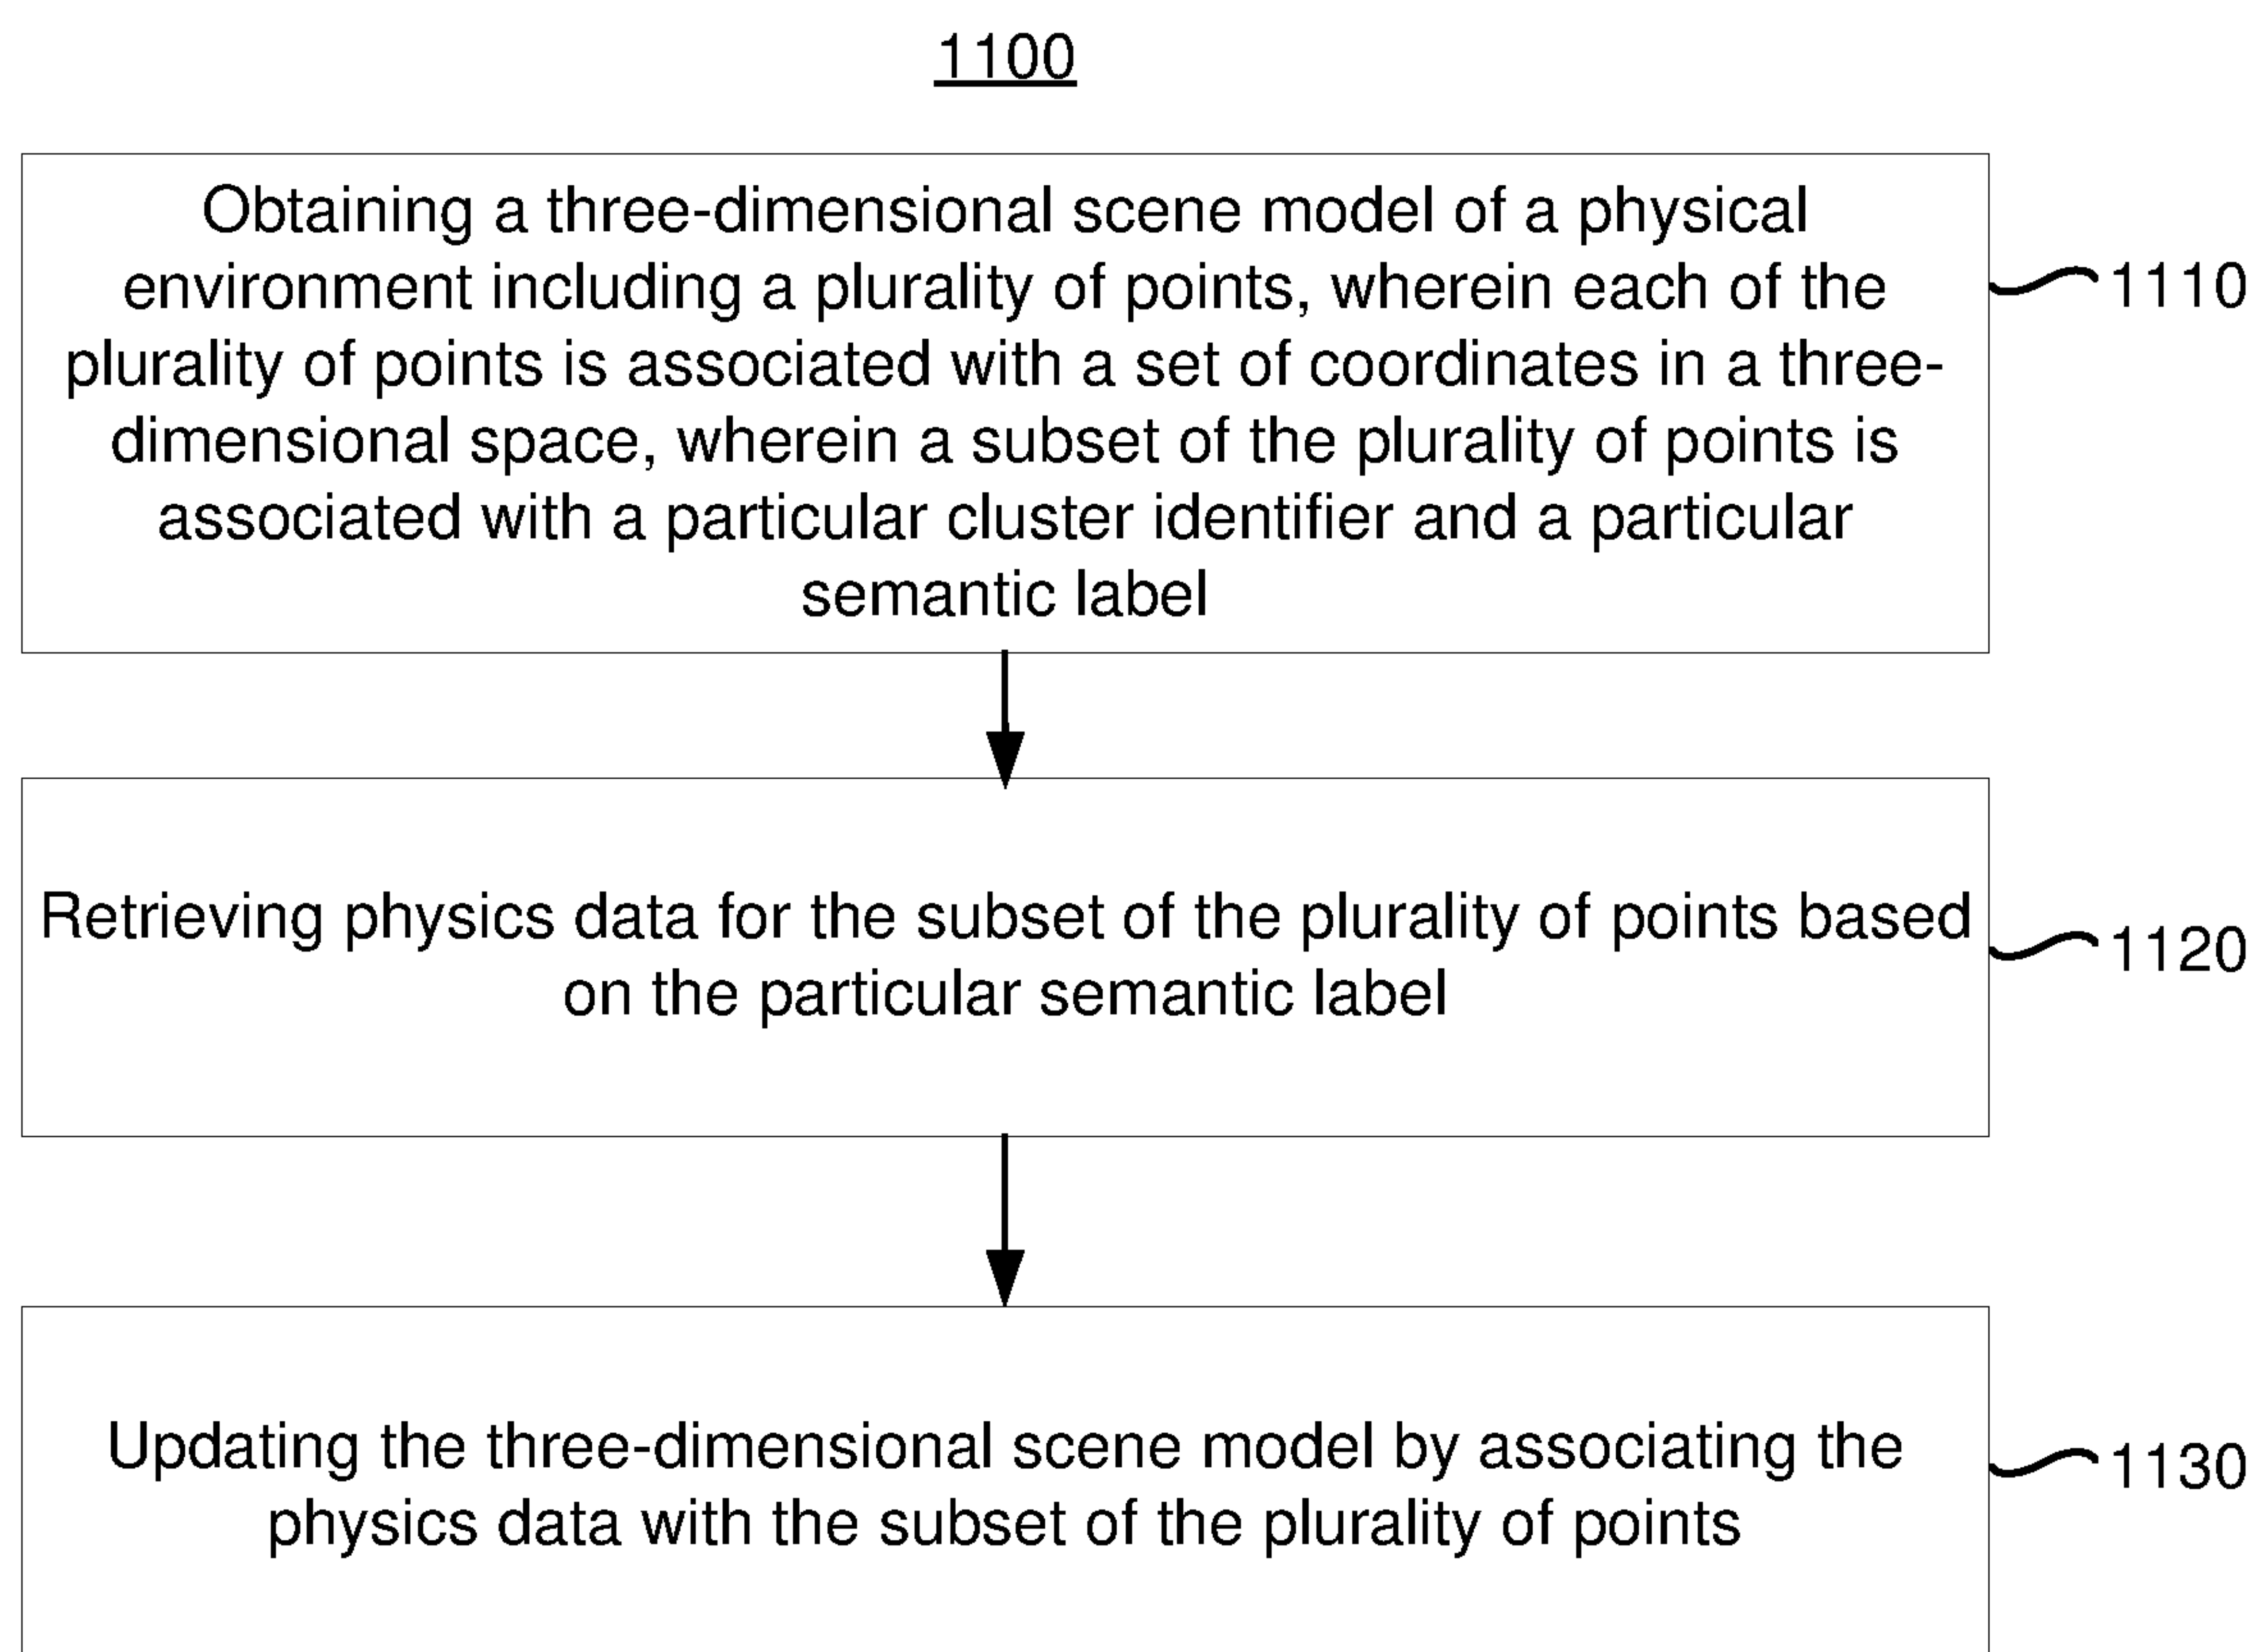 1100
Obtaining a three-dimensional scene model of a physical
environment including a plurality of points, wherein each of the
plurality of points is associated with a set of coordinates in a three-
dimensional space, wherein a subset of the plurality of points is
associated with a particular cluster identifier and a particular
semantic label
1110
Retrieving physics data for the subset of the plurality of points based
on the particular semantic label
1120
Updating the three-dimensional scene model by associating the
physics data with the subset of the plurality of points
1130